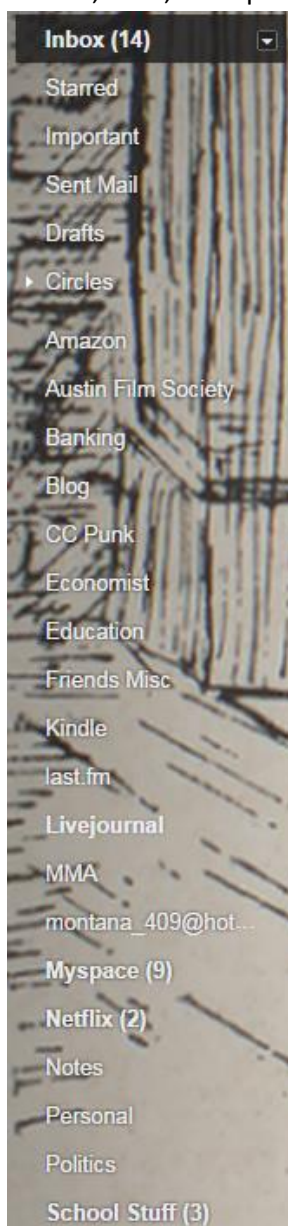 Inbox (14)
Starred
Important
Sent Mail
Drafts
Circles
Amazon
Austin Film Society
Banking
Blog
CC Punk
Economist
Education
Friends Misc
Kindle
last.fm
Livejournal
MMA
montana_409@hot...
Myspace (9)
Netflix (2)
Notes
Personal
Politics
School Stuff (3)